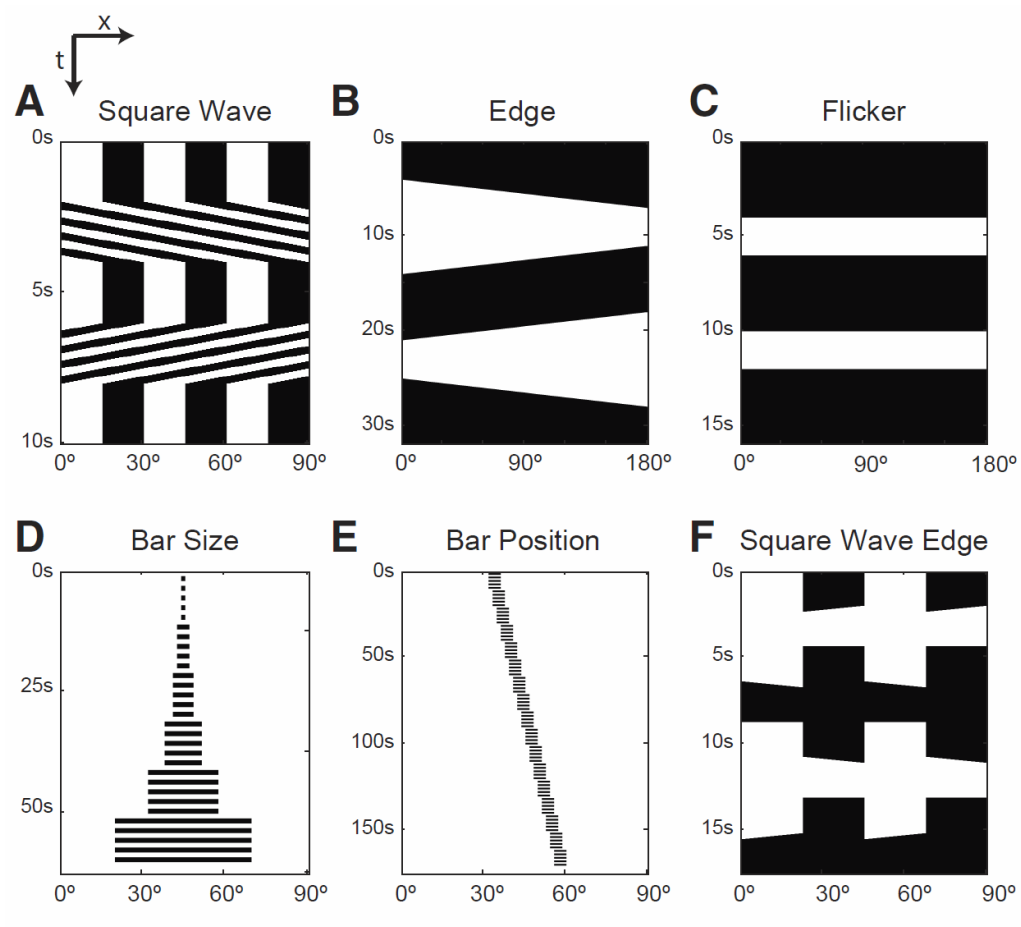 x
t
A Square Wave
B Edge
C Flicker
0s
5s
10s
0º 30º 60º 90º
0s
10s
20s
30s
0º 90º 180º
0s
5s
10s
15s
0º 90º 180º
D Bar Size
E Bar Position
F Square Wave Edge
0s
25s
50s
0º 30º 60º 90º
0s
50s
100s
150s
0º 30º 60º 90º
0s
5s
10s
15s
0º 30º 60º 90º